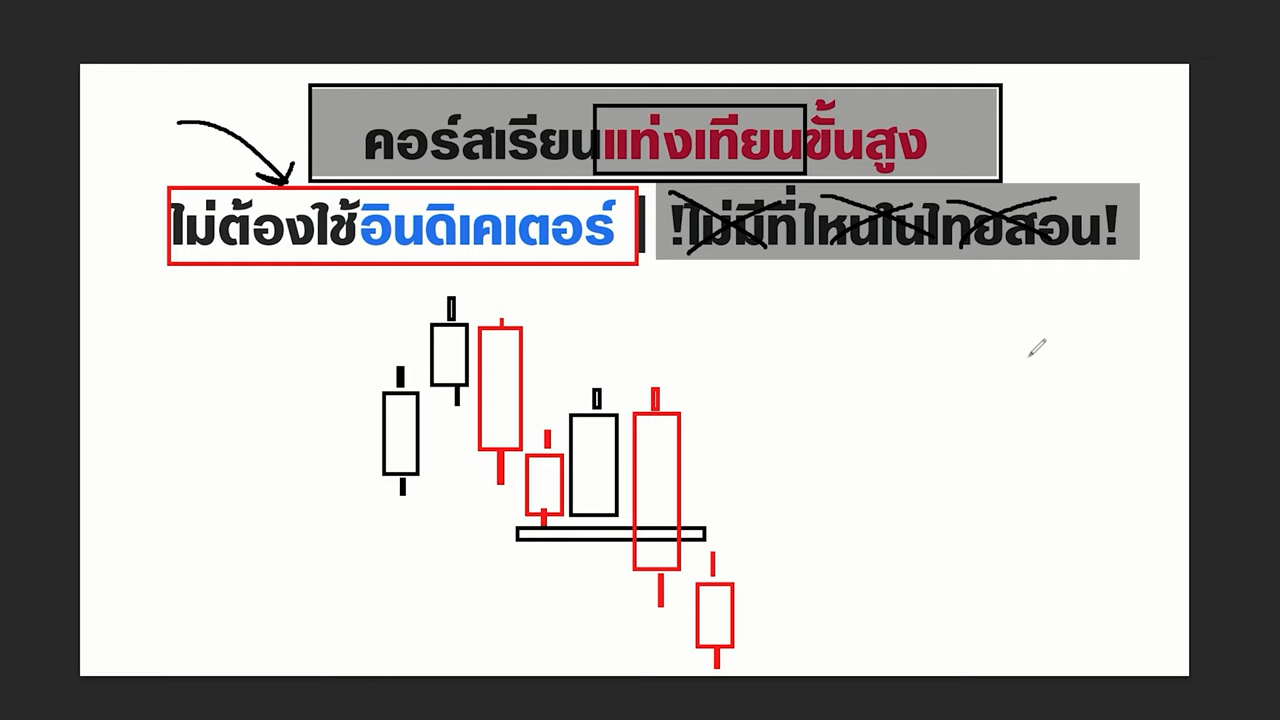 คอร์สเรียนแท่งเทียนขั้นสูง
ไม่ต้องใช้อินดิเคเตอร์ | !ไม่มีที่ไหนในไทยสอน!